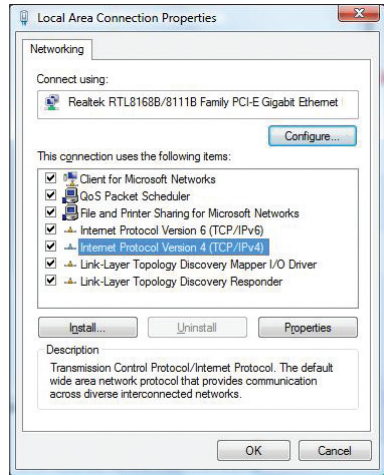 Local Area Connection Properties
Networking
Connect using:
Realtek RTL8168B/8111B Family PCI-E Gigabit Ethernet
Configure...
This connection uses the following items:
Client for Microsoft Networks
QoS Packet Scheduler
File and Printer Sharing for Microsoft Networks
Internet Protocol Version 6 (TCP/IPv6)
Internet Protocol Version 4 (TCP/IPv4)
Link-Layer Topology Discovery Mapper I/O Driver
Link-Layer Topology Discovery Responder
Install... Uninstall Properties
Description
Transmission Control Protocol/Internet Protocol. The default
wide area network protocol that provides communication
across diverse interconnected networks.
OK Cancel